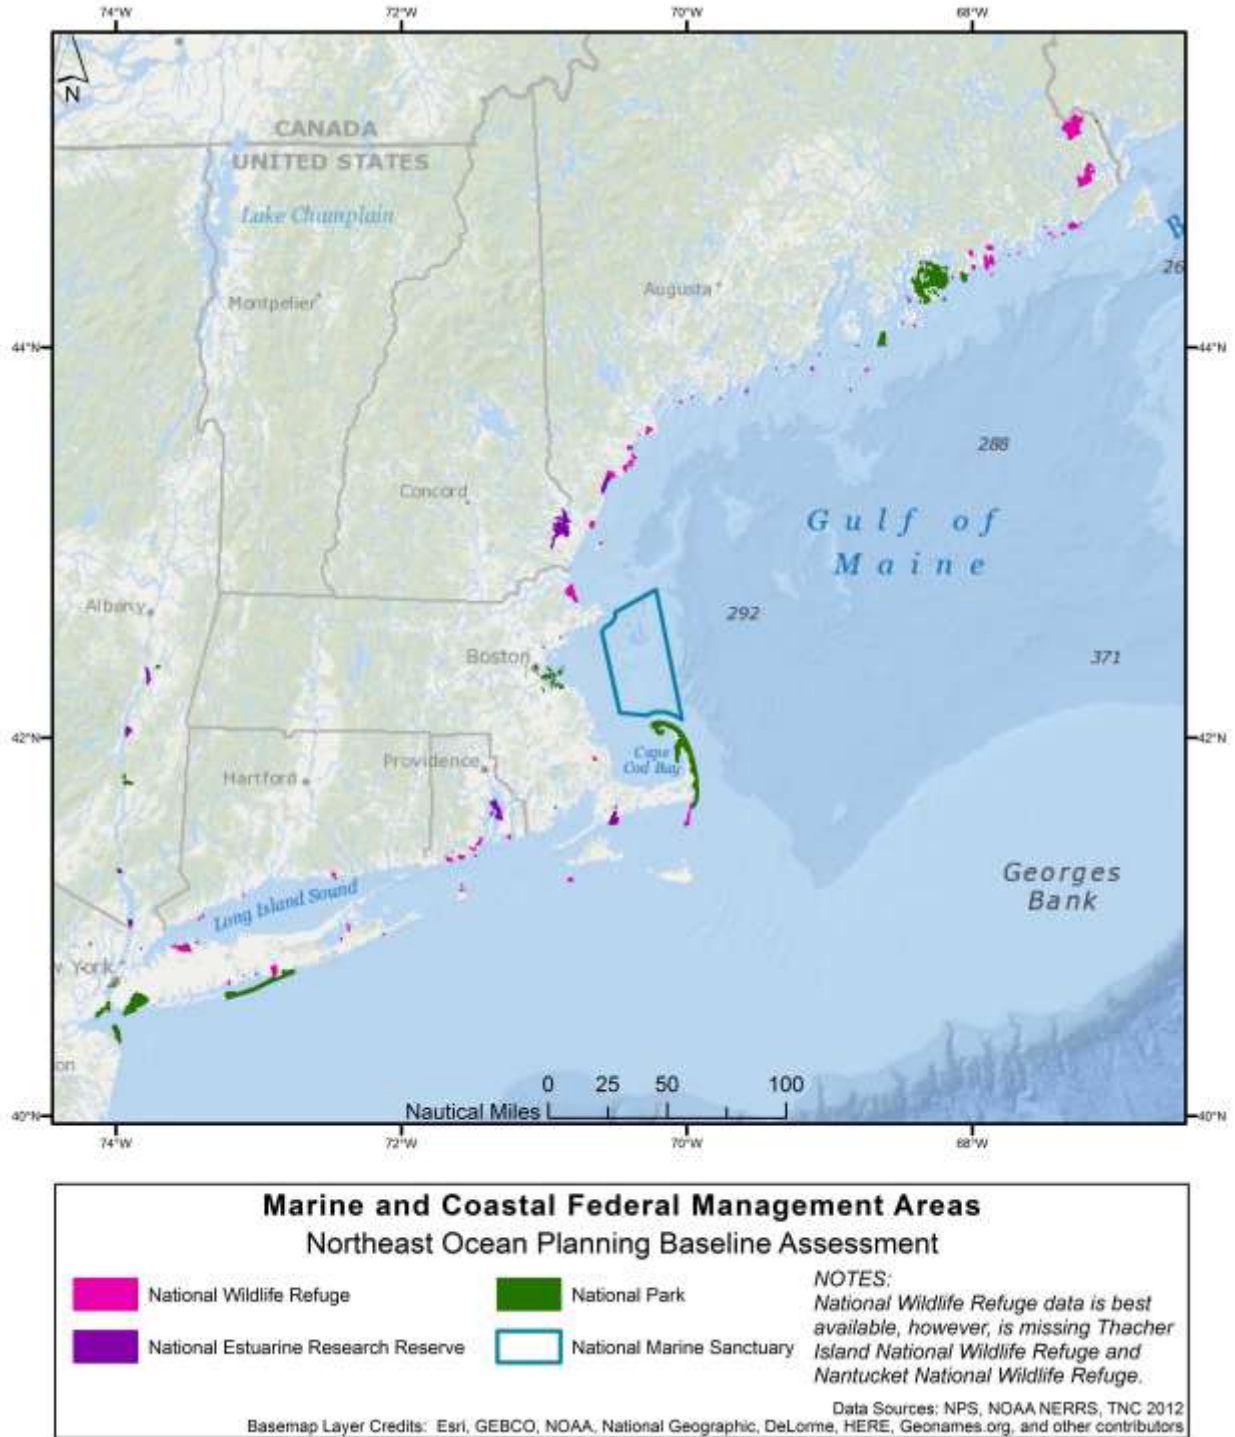 74°W 72°W 70°W 68°W
N
CANADA
UNITED STATES
Lake Champlain
B
26
Augusta
Montpelier
44°N 44°N
288
Concord
Gulf of
Maine
Albany
292
Boston
371
42°N 42°N
Cape
Cod Bay
Providence
Hartford
Georges
Bank
Long Island Sound
w York
on
0 25 50 100
Nautical Miles
40°N 40°N
74°W 72°W 70°W 68°W
Marine and Coastal Federal Management Areas
Northeast Ocean Planning Baseline Assessment
National Wildlife Refuge
National Estuarine Research Reserve
National Park
National Marine Sanctuary
NOTES:
National Wildlife Refuge data is best
available, however, is missing Thacher
Island National Wildlife Refuge and
Nantucket National Wildlife Refuge.
Data Sources: NPS, NOAA NERRS, TNC 2012
Basemap Layer Credits: Esri, GEBCO, NOAA, National Geographic, DeLorme, HERE, Geonames.org, and other contributors